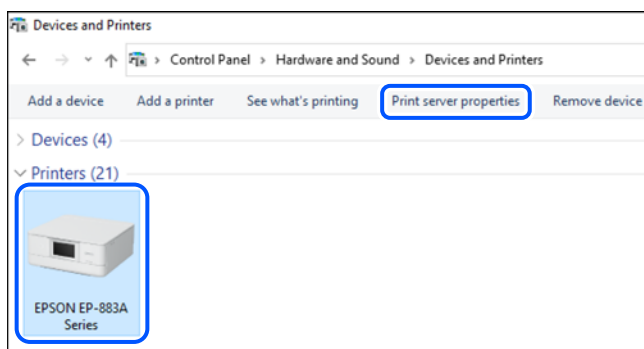 Devices and Printers
Control Panel > Hardware and Sound > Devices and Printers
Add a device Add a printer See what's printing Print server properties Remove device
Devices (4)
Printers (21)
EPSON EP-883A
Series